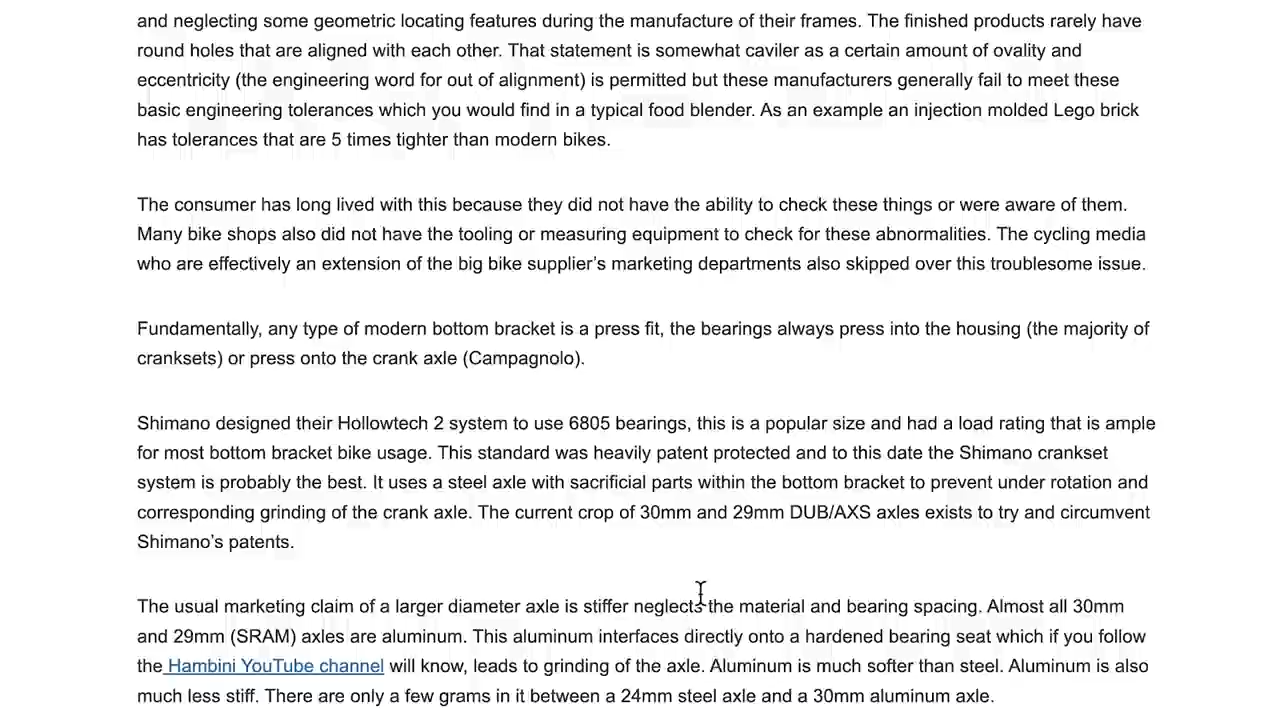 and neglecting some geometric locating features during the manufacture of their frames. The finished products rarely have
round holes that are aligned with each other. That statement is somewhat caviler as a certain amount of ovality and
eccentricity (the engineering word for out of alignment) is permitted but these manufacturers generally fail to meet these
basic engineering tolerances which you would find in a typical food blender. As an example an injection molded Lego brick
has tolerances that are 5 times tighter than modern bikes.
The consumer has long lived with this because they did not have the ability to check these things or were aware of them.
Many bike shops also did not have the tooling or measuring equipment to check for these abnormalities. The cycling media
who are effectively an extension of the big bike supplier’s marketing departments also skipped over this troublesome issue.
Fundamentally, any type of modern bottom bracket is a press fit, the bearings always press into the housing (the majority of
cranksets) or press onto the crank axle (Campagnolo).
Shimano designed their Hollowtech 2 system to use 6805 bearings, this is a popular size and had a load rating that is ample
for most bottom bracket bike usage. This standard was heavily patent protected and to this date the Shimano crankset
system is probably the best. It uses a steel axle with sacrificial parts within the bottom bracket to prevent under rotation and
corresponding grinding of the crank axle. The current crop of 30mm and 29mm DUB/AXS axles exists to try and circumvent
Shimano’s patents.
The usual marketing claim of a larger diameter axle is stiffer neglects the material and bearing spacing. Almost all 30mm
and 29mm (SRAM) axles are aluminum. This aluminum interfaces directly onto a hardened bearing seat which if you follow
the Hambini YouTube channel will know, leads to grinding of the axle. Aluminum is much softer than steel. Aluminum is also
much less stiff. There are only a few grams in it between a 24mm steel axle and a 30mm aluminum axle.